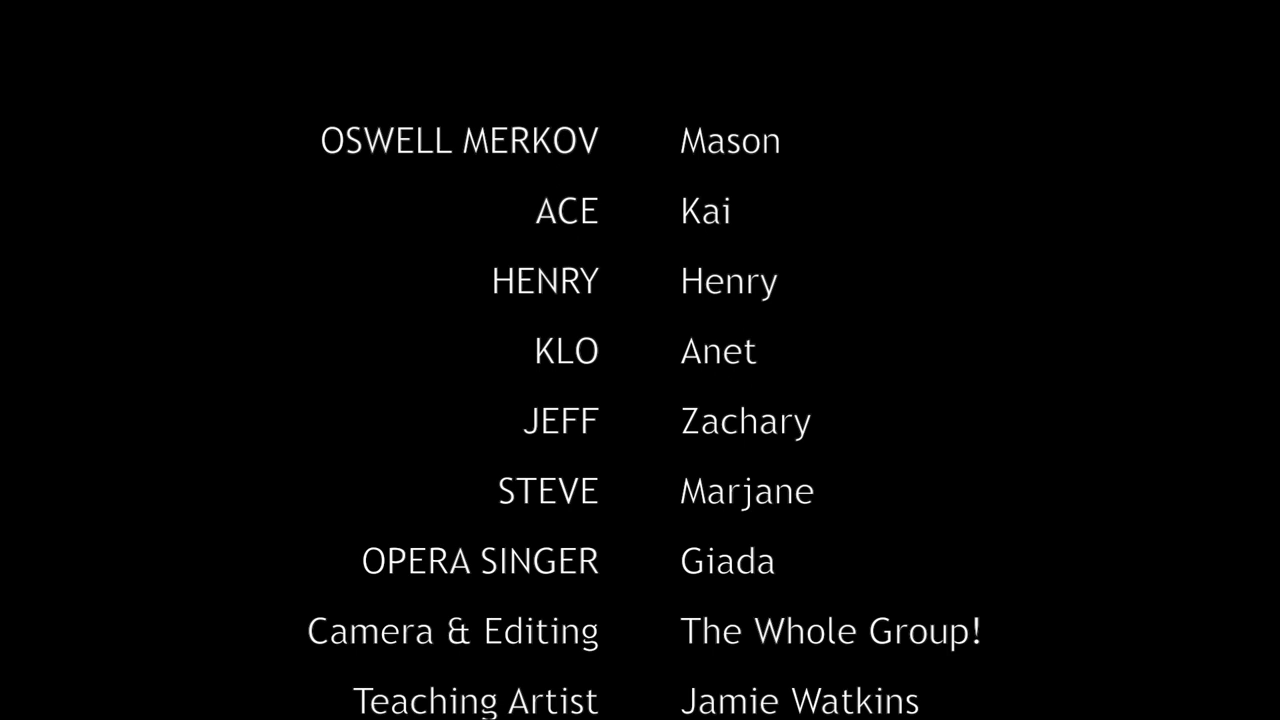 OSWELL MERKOV Mason
ACE Kai
HENRY Henry
KLO Anet
JEFF Zachary
STEVE Marjane
OPERA SINGER Giada
Camera & Editing The Whole Group!
Teaching Artist Jamie Watkins